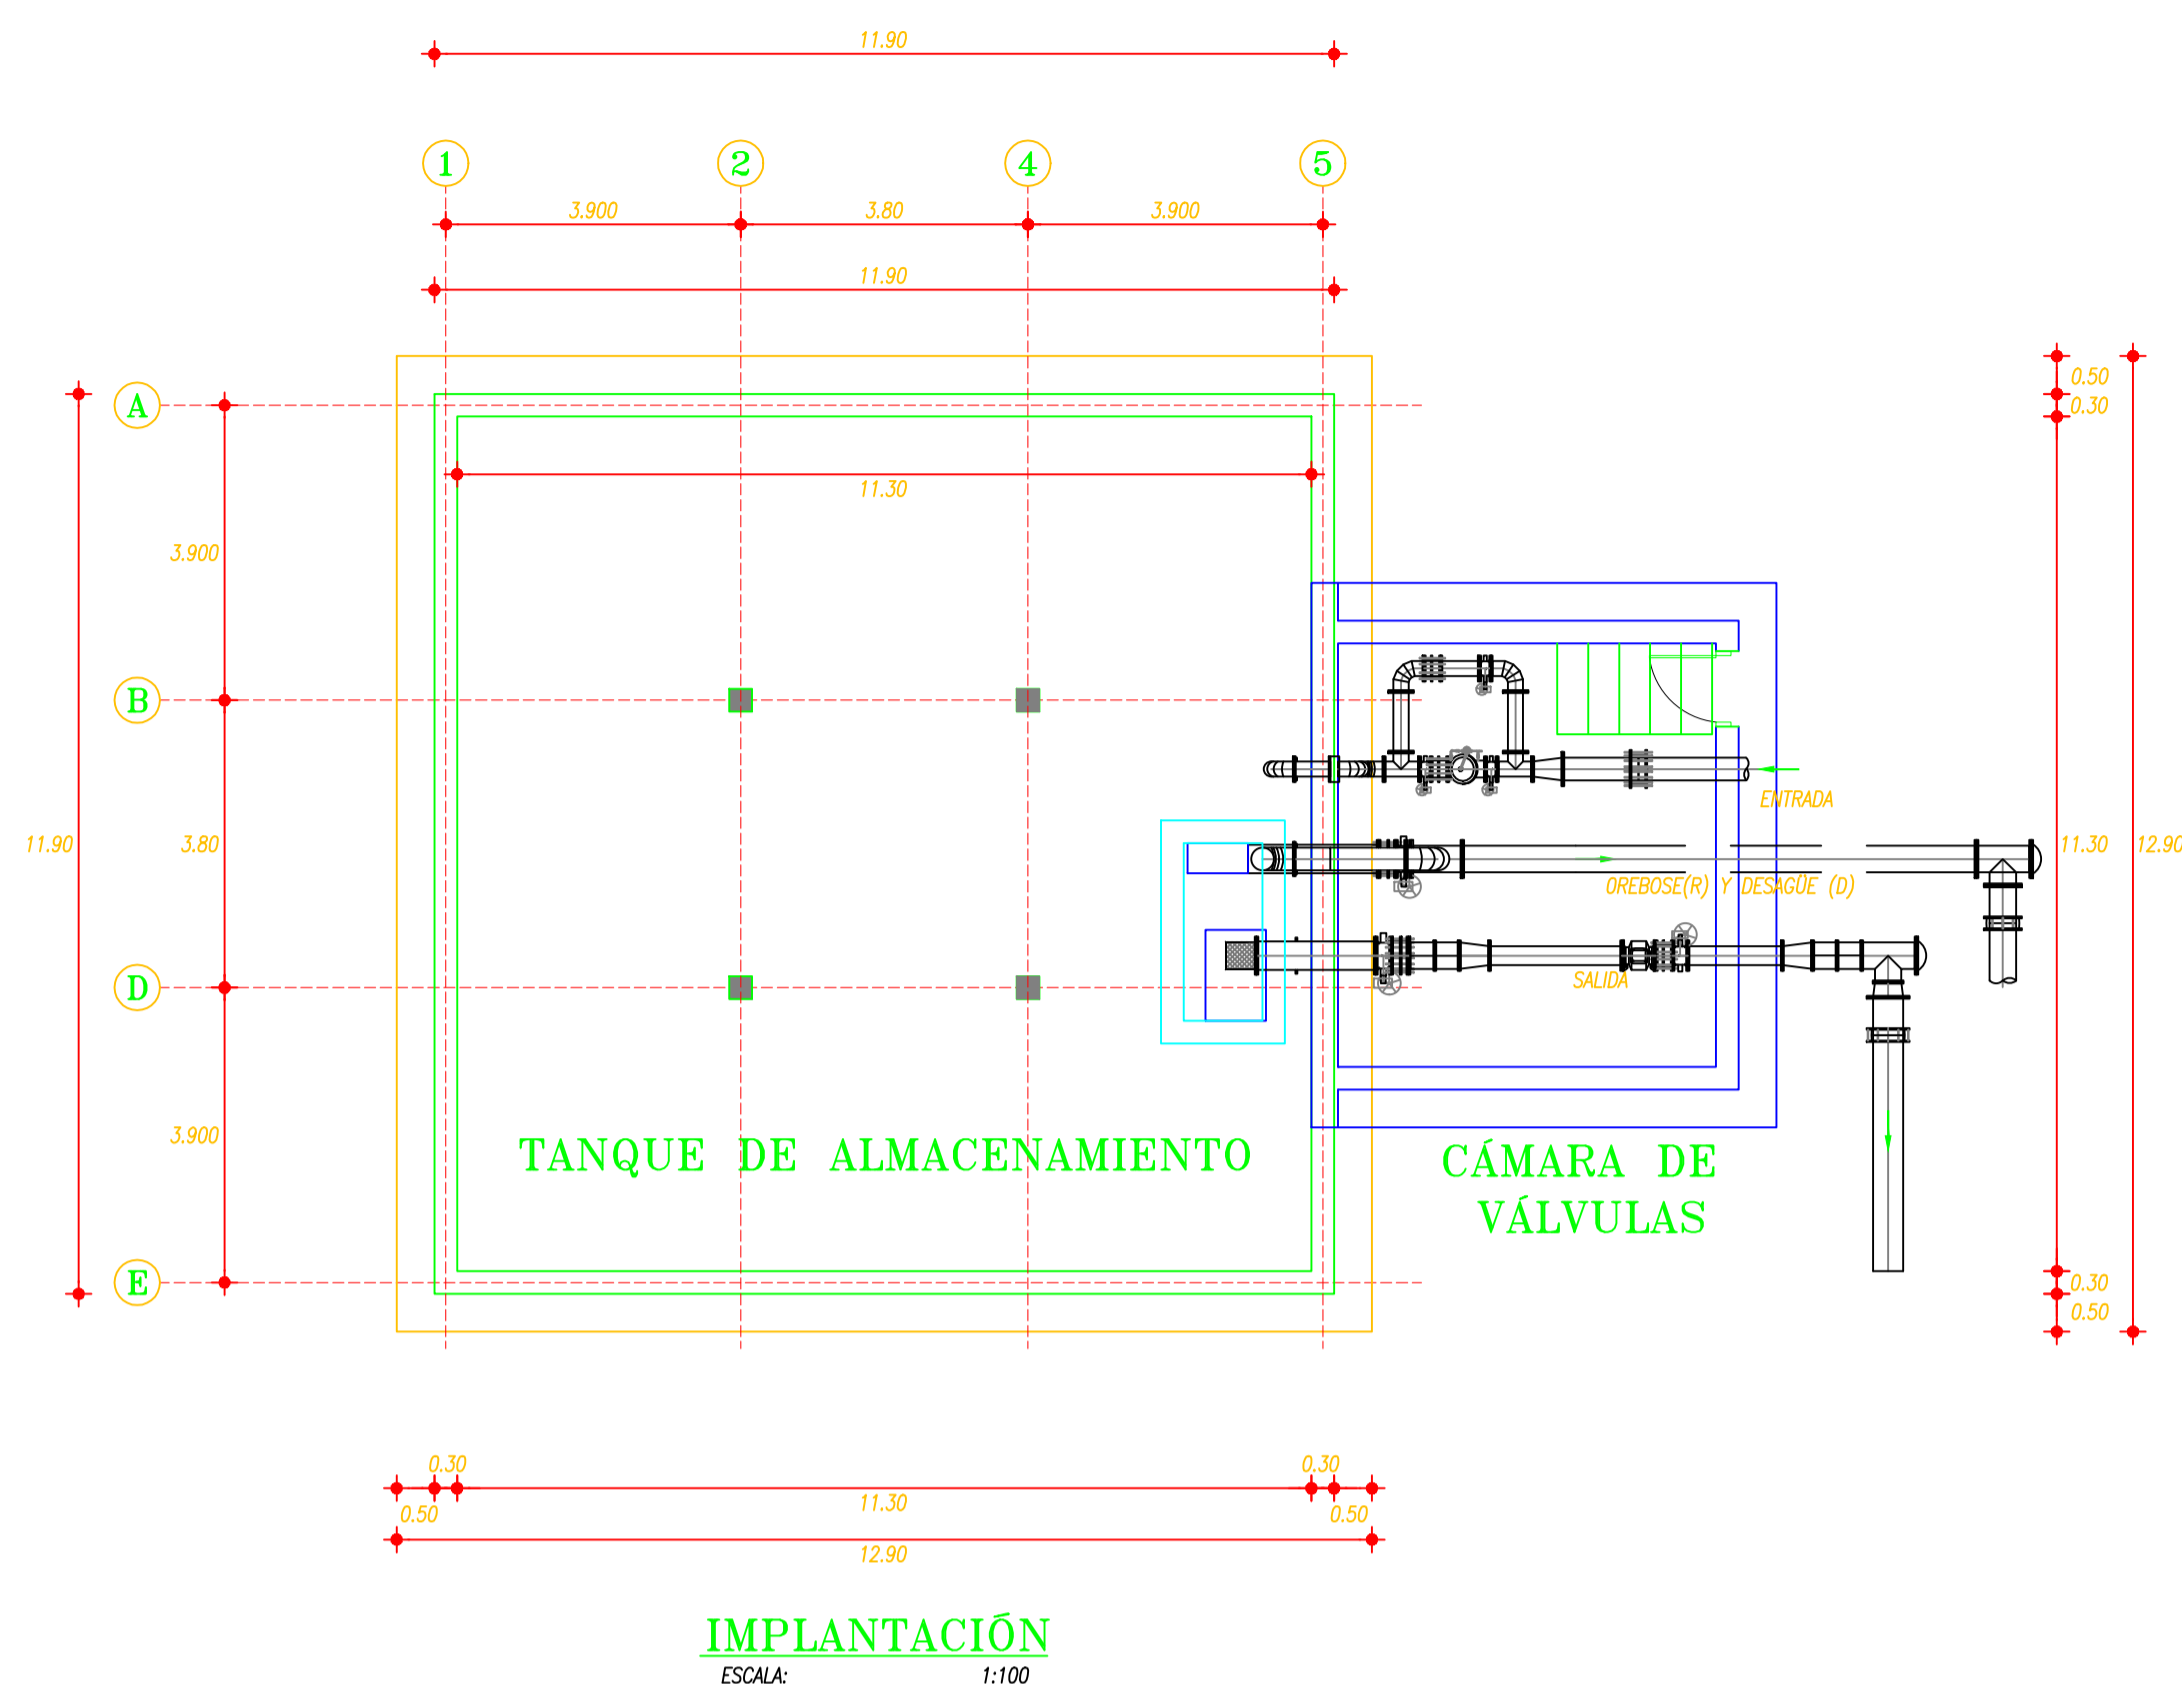 11.90
1 2 4 5
3.900 3.80 3.900
11.90
A
0.50
0.30
11.30
3.900
B
ENTRADA
11.90
3.80
11.30
12.90
OREBOSE(R) Y DESAGÜE (D)
SALIDA
D
3.900
TANQUE DE ALMACENAMIENTO
CÁMARA DE
VÁLVULAS
E
0.30
0.50
0.30 0.30
11.30
0.50 0.50
12.90
IMPLANTACIÓN
ESCALA: 1:100